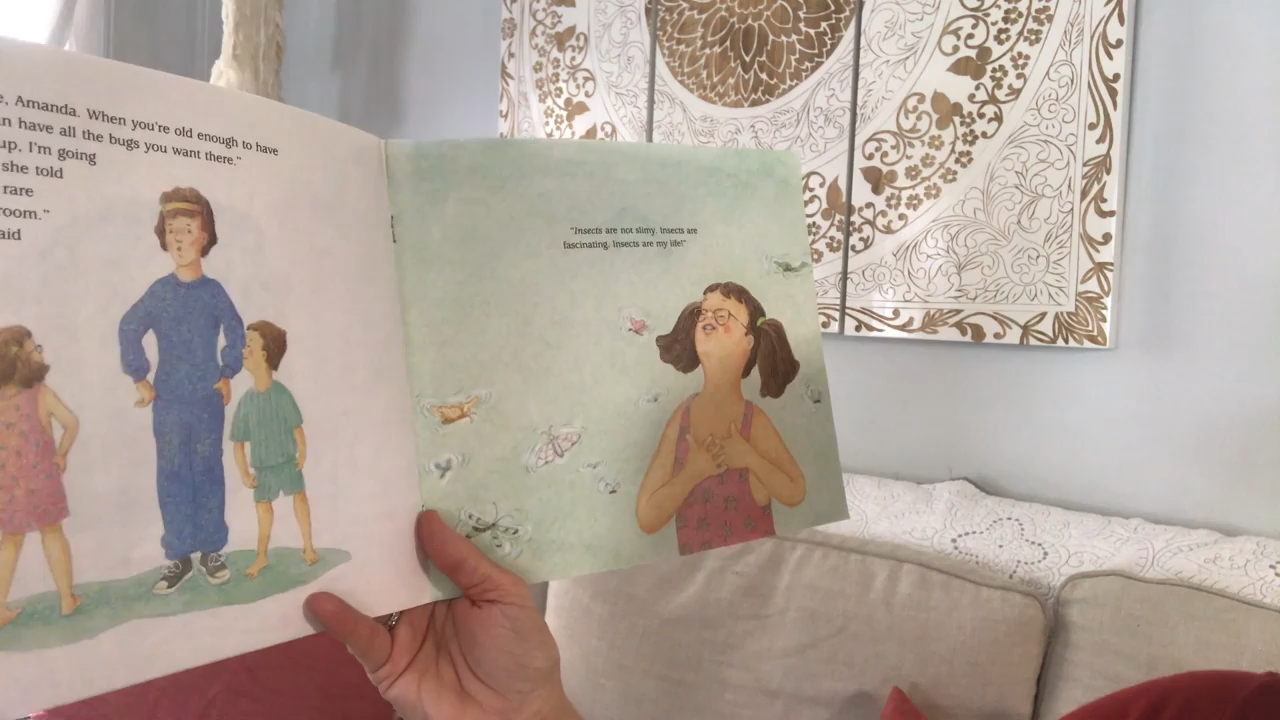 , Amanda. When you're old enough to have
have all the bugs you want there."
up, I'm going
she told
rare
room."
"Insects are not slimy. Insects are
fascinating. Insects are my life!"